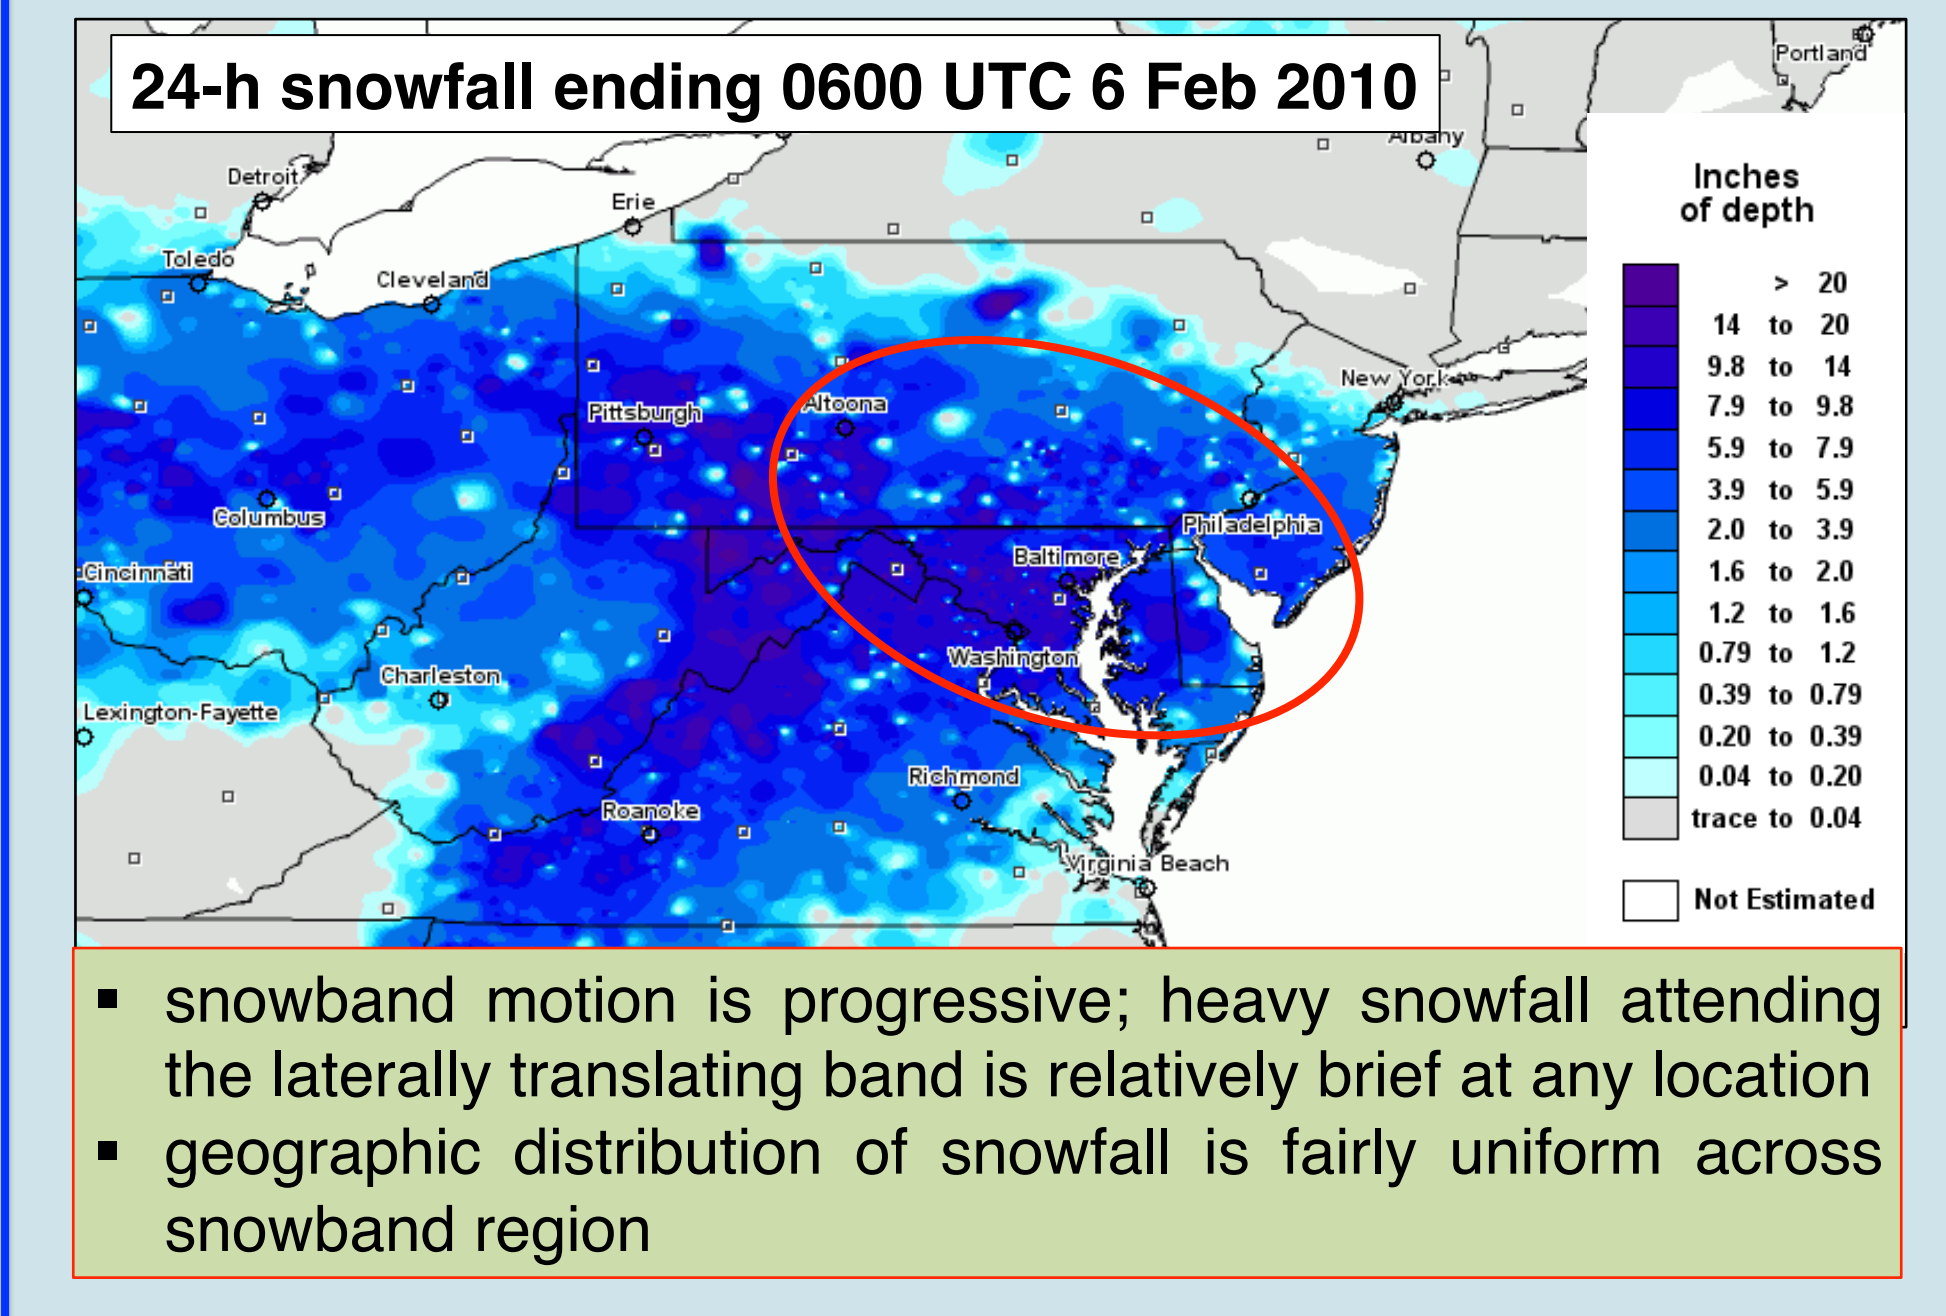 24-h snowfall ending 0600 UTC 6 Feb 2010
Portland
Albany
Detroit
Erie
Toledo
Cleveland
New York
Pittsburgh
Altoona
Columbus
Philadelphia
Baltimore
Cincinnati
Washington
Charleston
Lexington-Fayette
Richmond
Roanoke
Virginia Beach
Inches
of depth
> 20
14 to 20
9.8 to 14
7.9 to 9.8
5.9 to 7.9
3.9 to 5.9
2.0 to 3.9
1.6 to 2.0
1.2 to 1.6
0.79 to 1.2
0.39 to 0.79
0.20 to 0.39
0.04 to 0.20
trace to 0.04
Not Estimated
▪ snowband motion is progressive; heavy snowfall attending
the laterally translating band is relatively brief at any location
▪ geographic distribution of snowfall is fairly uniform across
snowband region